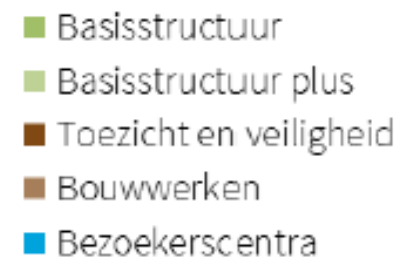 Basisstructuur
Basisstructuur plus
Toezicht en veiligheid
Bouwwerken
Bezoekerscentra